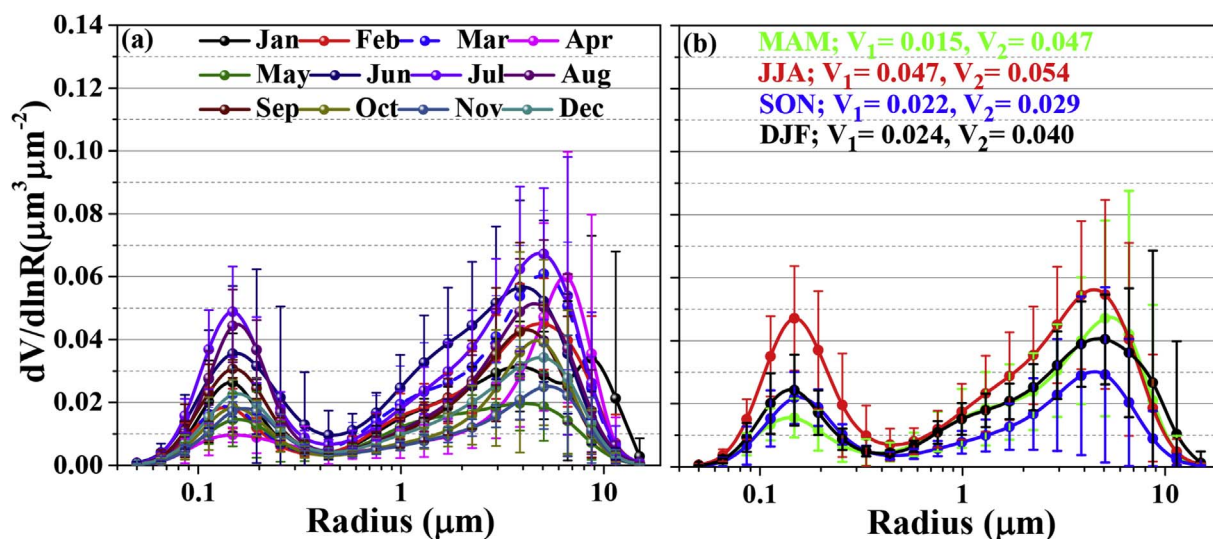 (a) Jan Feb Mar Apr
May Jun Jul Aug
Sep Oct Nov Dec
0.14
0.12
0.10
0.08
0.06
0.04
0.02
0.00
dV/dlnR(μm³μm⁻²)
0.1 1 10
Radius (μm)
(b) MAM; V₁= 0.015, V₂= 0.047
JJA; V₁= 0.047, V₂= 0.054
SON; V₁= 0.022, V₂= 0.029
DJF; V₁= 0.024, V₂= 0.040
0.1 1 10
Radius (μm)